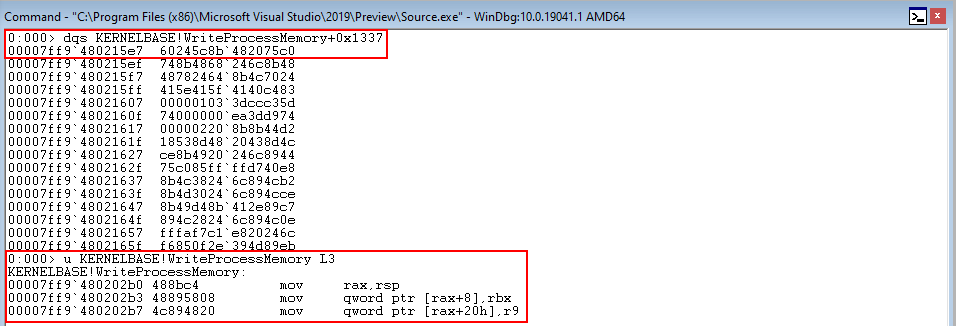 Command - "C:\Program Files (x86)\Microsoft Visual Studio\2019\Preview\Source.exe" - WinDbg:10.0.19041.1 AMD64
0:000> dqs KERNELBASE!WriteProcessMemory+0x1337
00007ff9`480215e7  60245c8b`482075c0
00007ff9`480215ef  748b4868`246c8b48
00007ff9`480215f7  48782464`8b4c7024
00007ff9`480215ff  415e415f`4140c483
00007ff9`48021607  00000103`3dccc35d
00007ff9`4802160f  74000000`ea3dd974
00007ff9`48021617  00000220`8b8b44d2
00007ff9`4802161f  18538d48`20438d4c
00007ff9`48021627  ce8b4920`246c8944
00007ff9`4802162f  75c085ff`ffd740e8
00007ff9`48021637  8b4c3824`6c894cb2
00007ff9`4802163f  8b4d3024`6c894cce
00007ff9`48021647  8b49d48b`412e89c7
00007ff9`4802164f  894c2824`6c894c0e
00007ff9`48021657  fffaf7c1`e820246c
00007ff9`4802165f  f6850f2e`394d89eb
0:000> u KERNELBASE!WriteProcessMemory L3
KERNELBASE!WriteProcessMemory:
00007ff9`480202b0 488bc4          mov     rax,rsp
00007ff9`480202b3 48895808        mov     qword ptr [rax+8],rbx
00007ff9`480202b7 4c894820        mov     qword ptr [rax+20h],r9